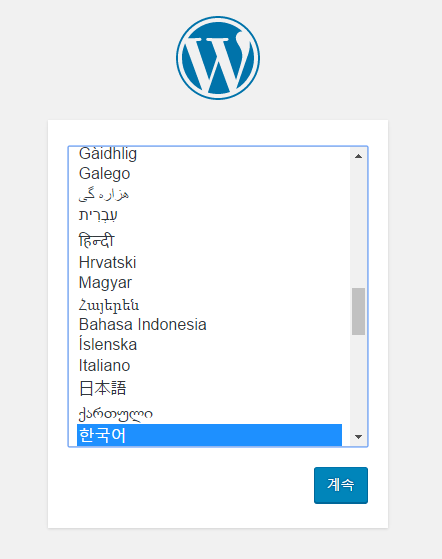 Gàidhlig
Galego
هزاره گی
עִבְרִית
हिन्दी
Hrvatski
Magyar
Հայերեն
Bahasa Indonesia
Íslenska
Italiano
日本語
ქართული
한국어
계속